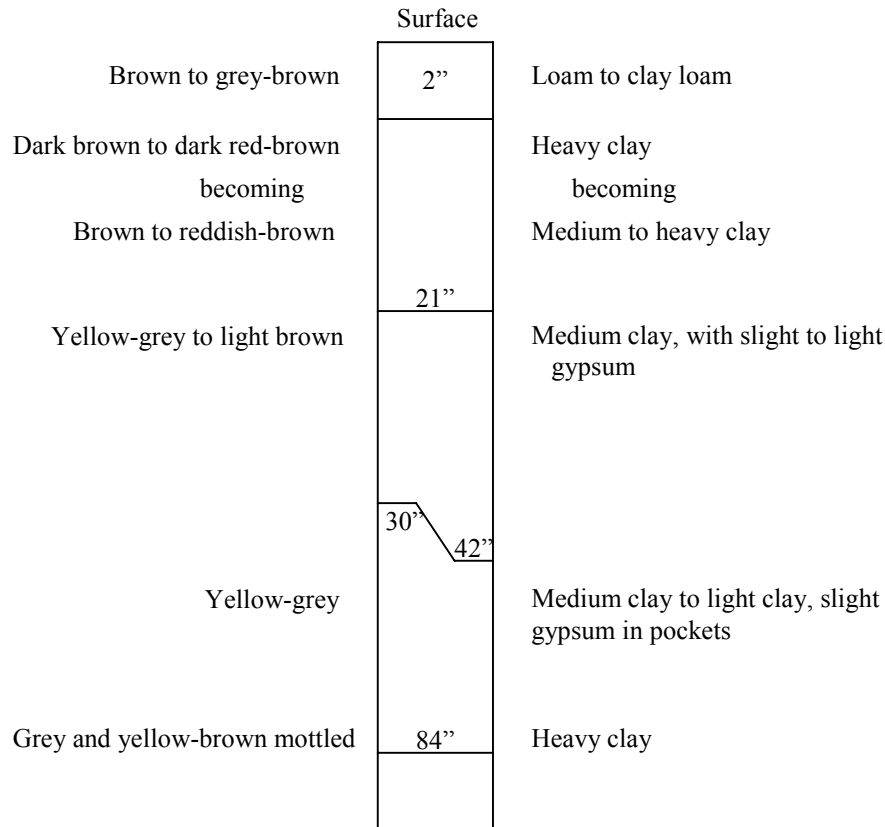 Surface
Brown to grey-brown 2” Loam to clay loam
Dark brown to dark red-brown Heavy clay
becoming becoming
Brown to reddish-brown Medium to heavy clay
21”
Yellow-grey to light brown Medium clay, with slight to light
gypsum
30”
42”
Yellow-grey Medium clay to light clay, slight
gypsum in pockets
Grey and yellow-brown mottled 84” Heavy clay